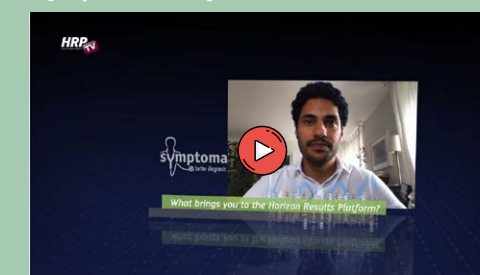 HRP
TV
symptoma
better diagnosis
What brings you to the Horizon Results Platform?